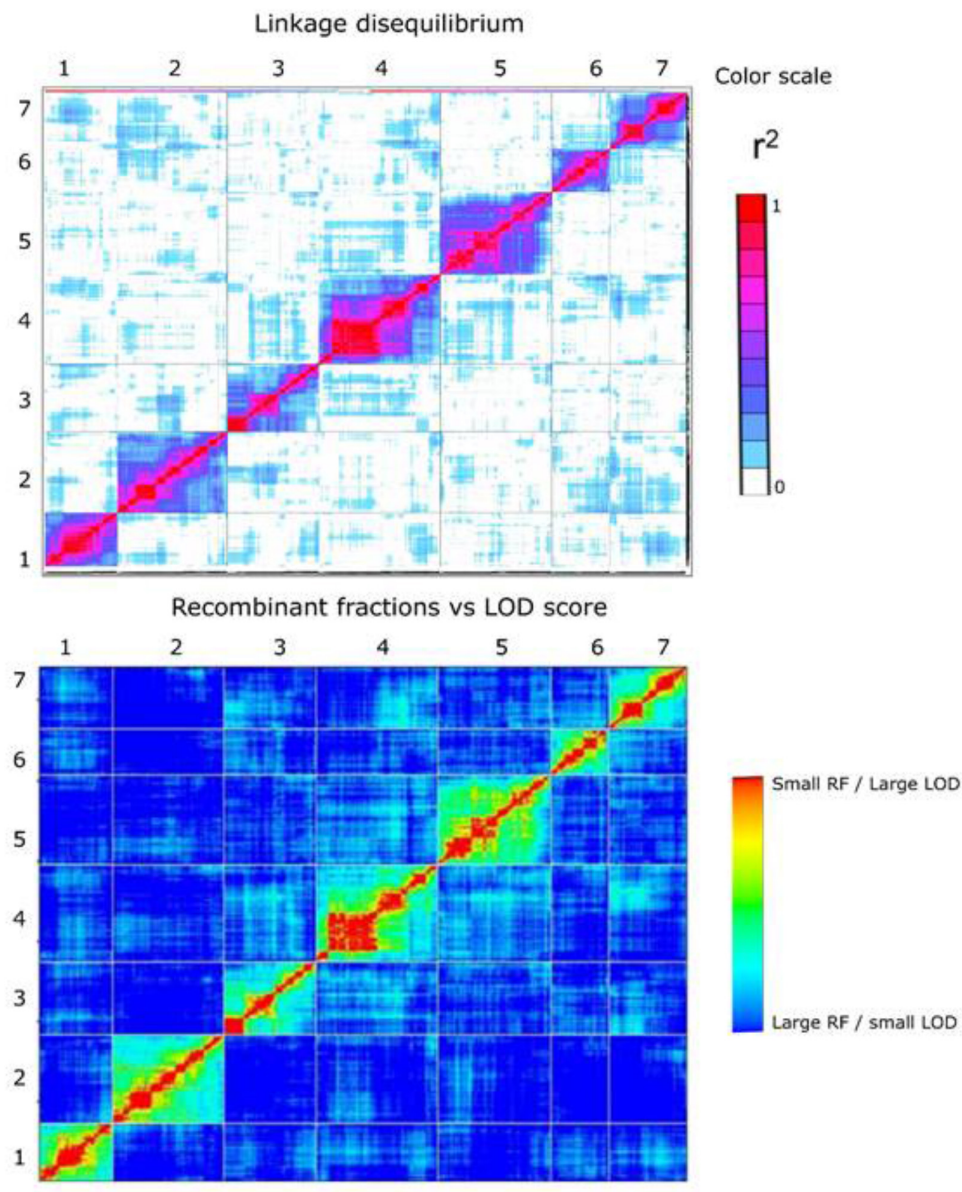 Linkage disequilibrium
1 2 3 4 5 6 7
Color scale
r²
7
6
5
4
3
2
1
1
0
Recombinant fractions vs LOD score
1 2 3 4 5 6 7
7
6
5
4
3
2
1
Small RF / Large LOD
Large RF / small LOD